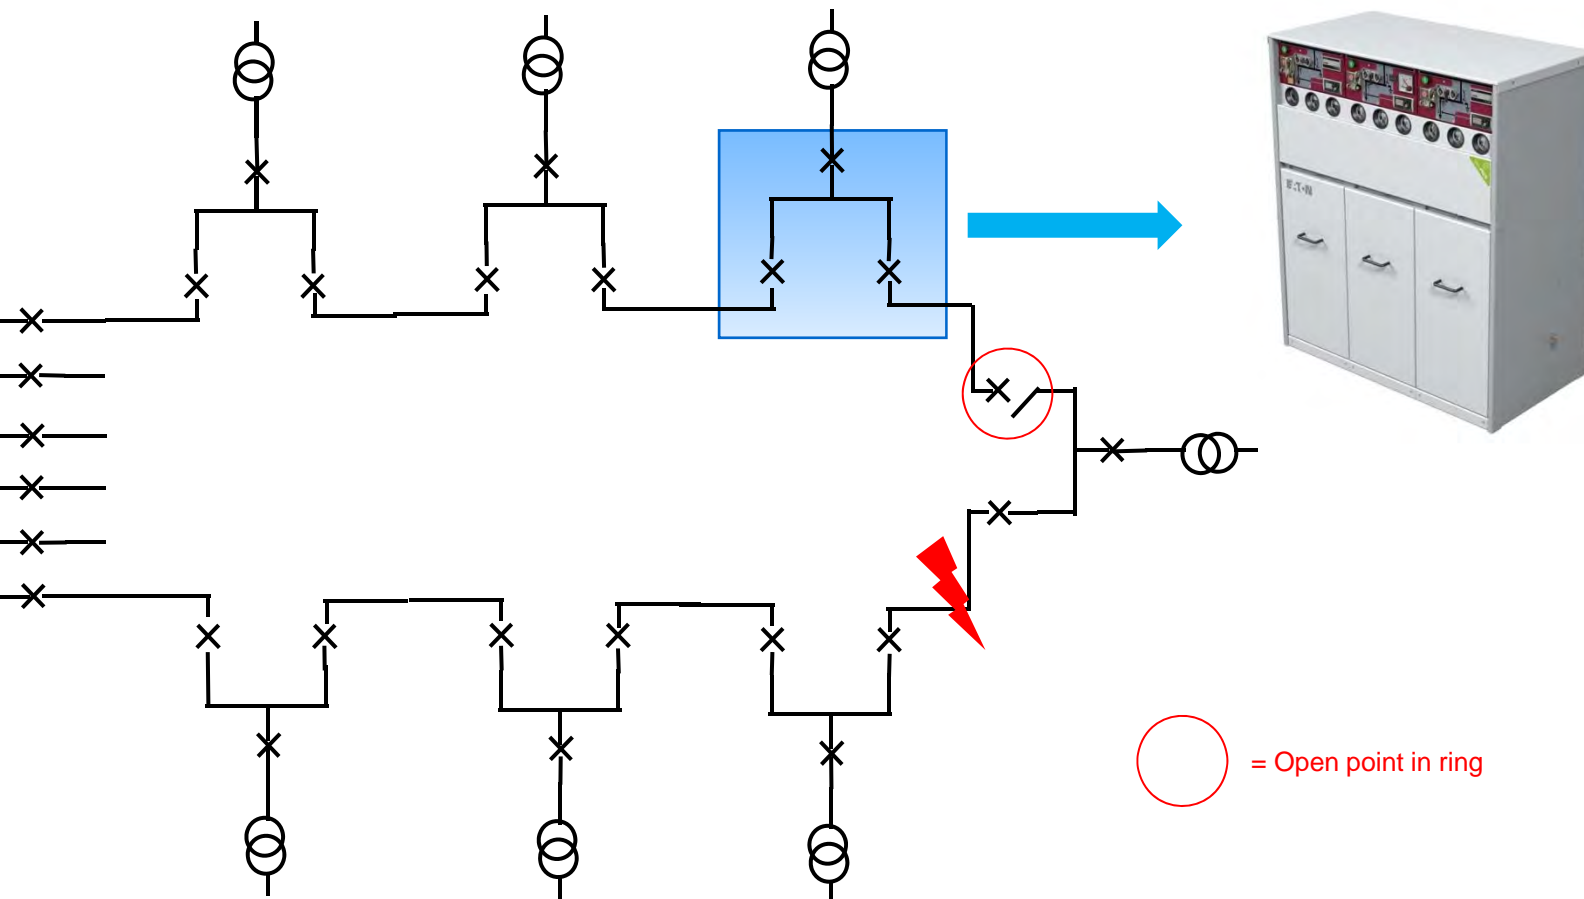 E·T·N
= Open point in ring